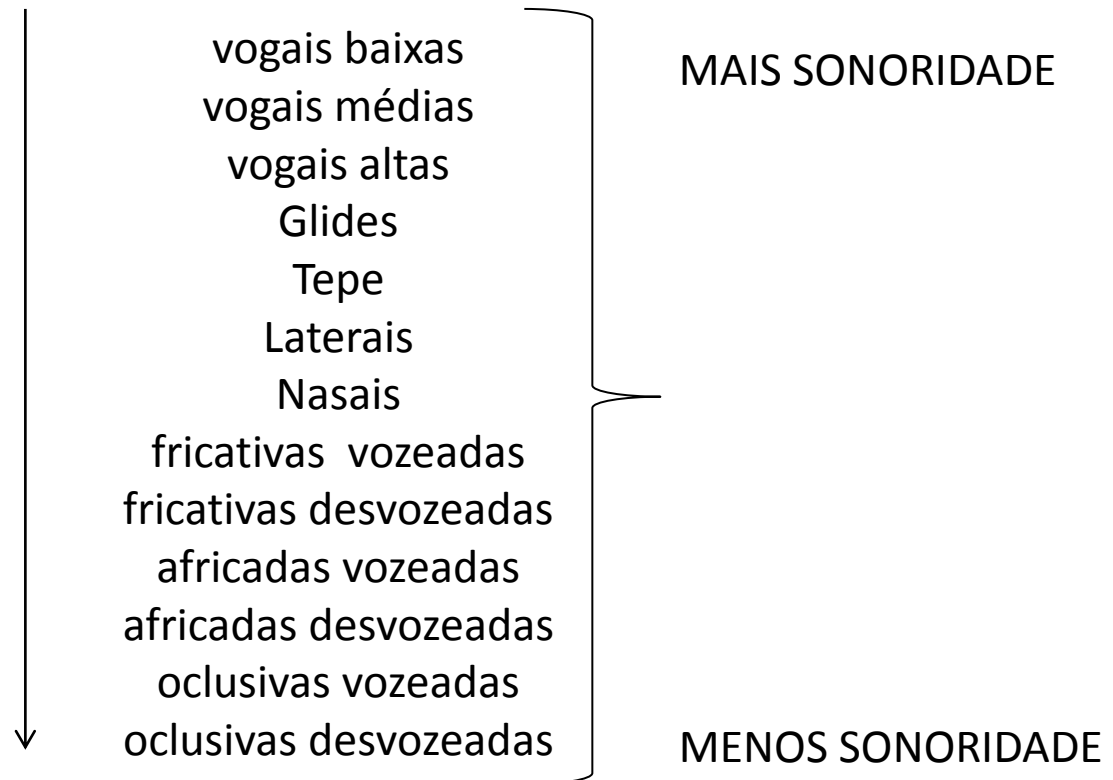 vogais baixas
MAIS SONORIDADE
vogais médias
vogais altas
Glides
Tepe
Laterais
Nasais
fricativas vozeadas
fricativas desvozeadas
africadas vozeadas
africadas desvozeadas
oclusivas vozeadas
oclusivas desvozeadas
MENOS SONORIDADE